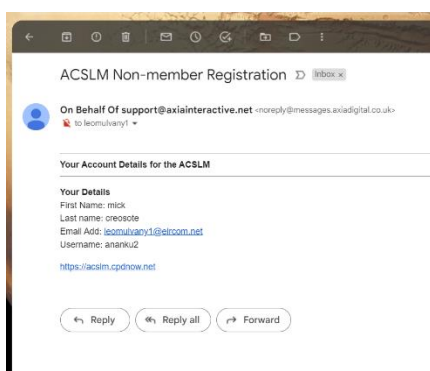 ACSLM Non-member Registration Inbox x
On Behalf Of support@axiainteractive.net <noreply@messages.axiadigital.co.uk>
to leomulvany1
Your Account Details for the ACSLM
Your Details
First Name: mick
Last name: creosote
Email Add: leomulvany1@eircom.net
Username: ananku2
https://acslm.cpdnow.net
Reply Reply all Forward